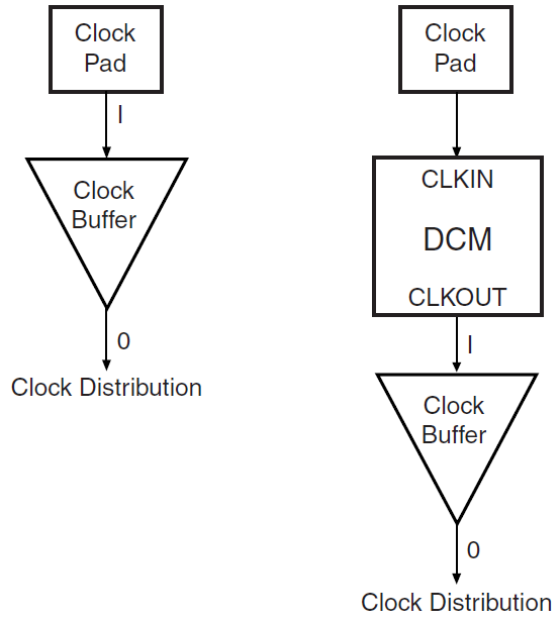 Clock
Pad
I
Clock
Buffer
0
Clock Distribution
Clock
Pad
CLKIN
DCM
CLKOUT
I
Clock
Buffer
0
Clock Distribution